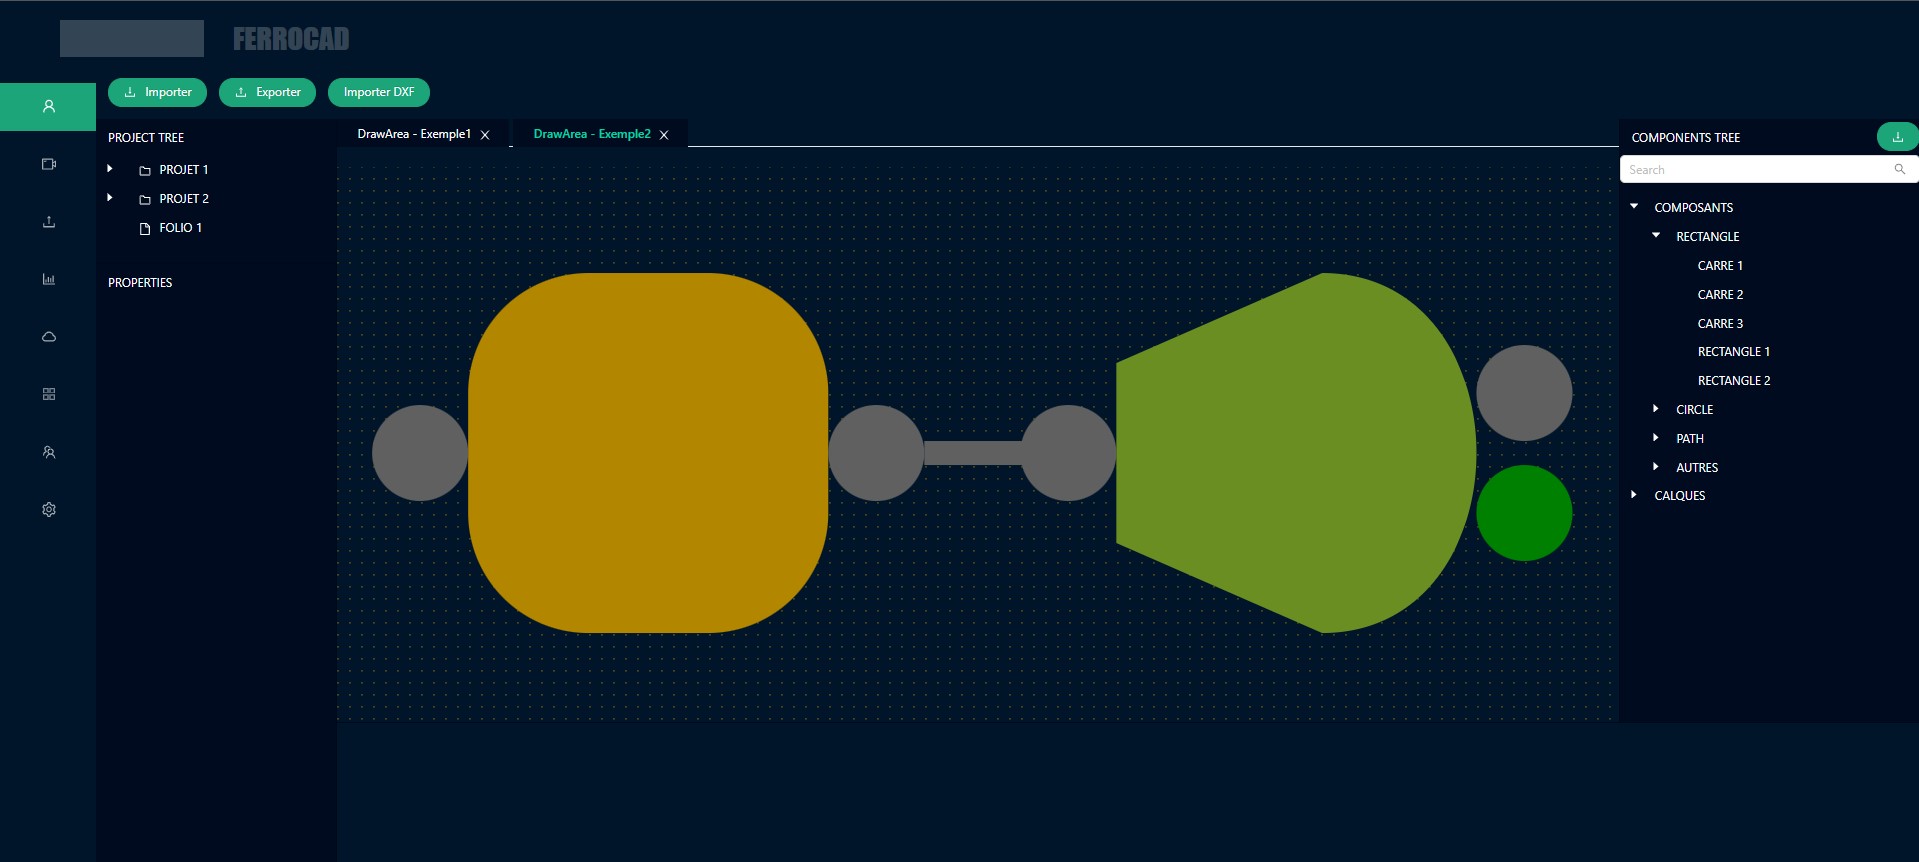 FERROCAD
Importer
Exporter
Importer DXF
PROJECT TREE
PROJET 1
PROJET 2
FOLIO 1
PROPERTIES
DrawArea - Exemple1
DrawArea - Exemple2
COMPONENTS TREE
Search
COMPOSANTS
RECTANGLE
CARRE 1
CARRE 2
CARRE 3
RECTANGLE 1
RECTANGLE 2
CIRCLE
PATH
AUTRES
CALQUES